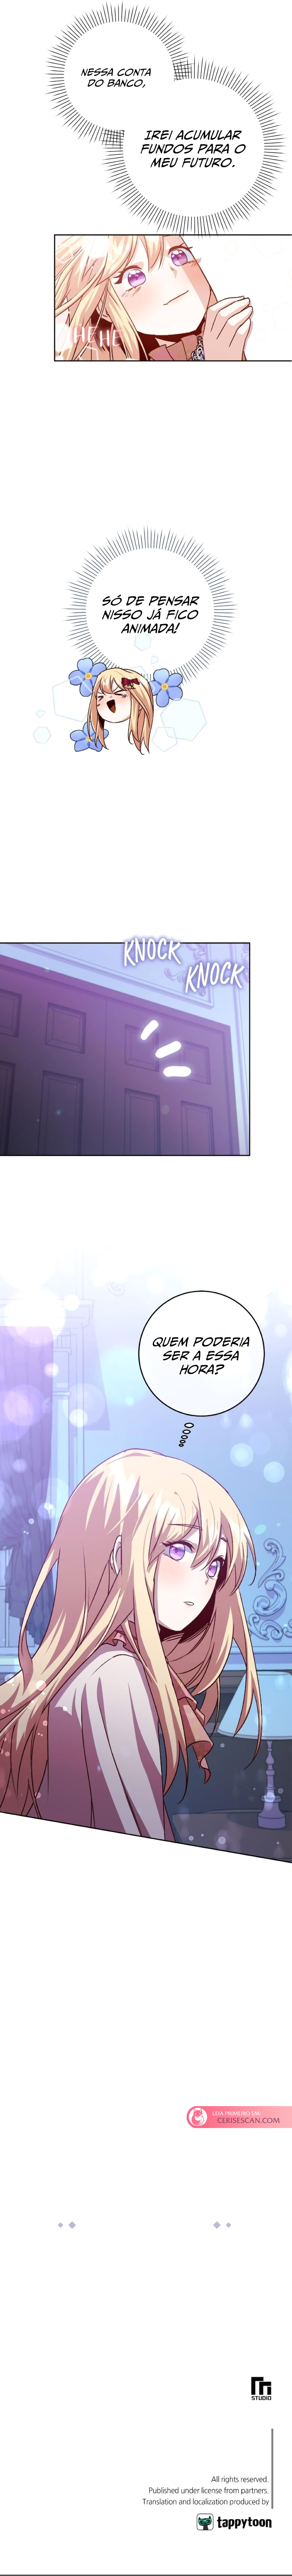 NESSA CONTA
DO BANCO,
IREI ACUMULAR
FUNDOS PARA O
MEU FUTURO.
HEHE
SÓ DE PENSAR
NISSO JÁ FICO
ANIMADA!
KNOCK
KNOCK
QUEM PODERIA
SER A ESSA
HORA?
LEIA PRIMEIRO EM:
CERISESCAN.COM
STUDIO
All rights reserved.
Published under license from partners.
Translation and localization produced by
tappytoon